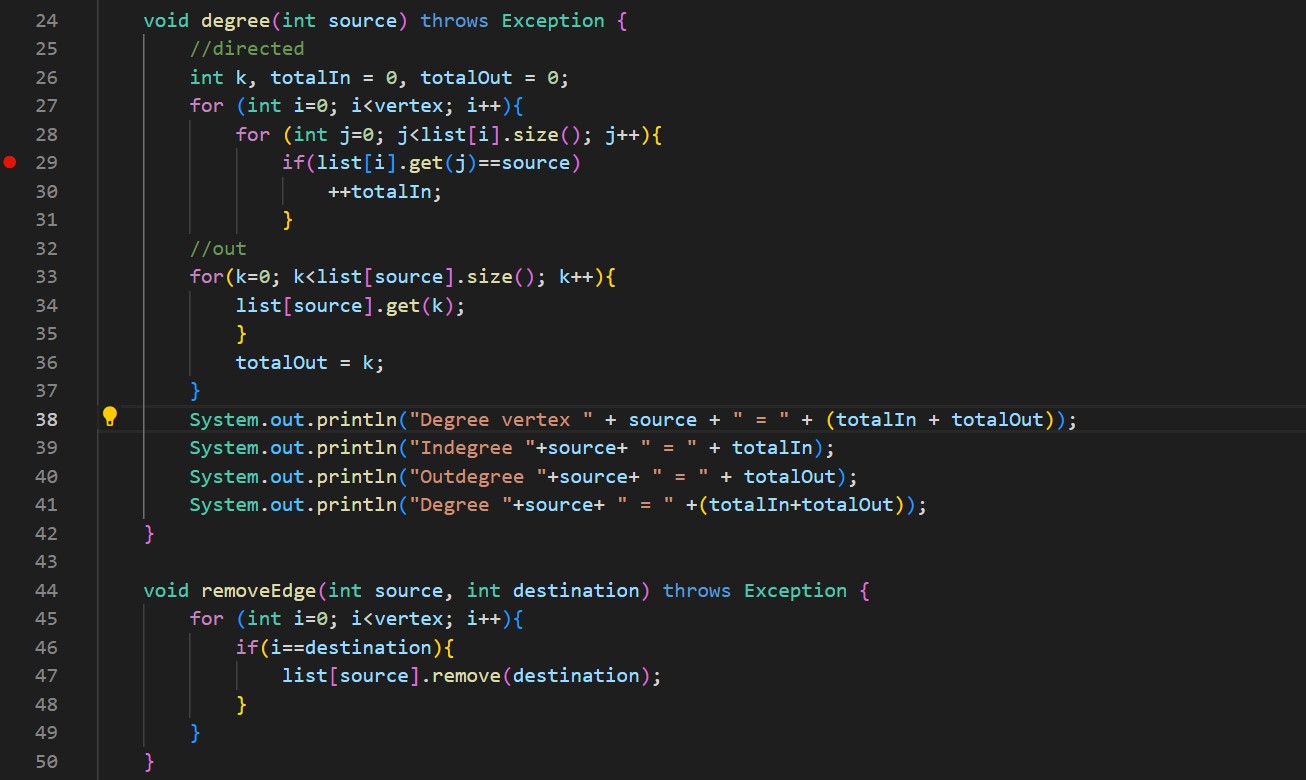 24 void degree(int source) throws Exception {
25 //directed
26 int k, totalIn = 0, totalOut = 0;
27 for (int i=0; i<vertex; i++){
28 for (int j=0; j<list[i].size(); j++){
29 if(list[i].get(j)==source)
30 ++totalIn;
31 }
32 //out
33 for(k=0; k<list[source].size(); k++){
34 list[source].get(k);
35 }
36 totalOut = k;
37 }
38 System.out.println("Degree vertex " + source + " = " + (totalIn + totalOut));
39 System.out.println("Indegree "+source+ " = " + totalIn);
40 System.out.println("Outdegree "+source+ " = " + totalOut);
41 System.out.println("Degree "+source+ " = " +(totalIn+totalOut));
42 }
43
44 void removeEdge(int source, int destination) throws Exception {
45 for (int i=0; i<vertex; i++){
46 if(i==destination){
47 list[source].remove(destination);
48 }
49 }
50 }